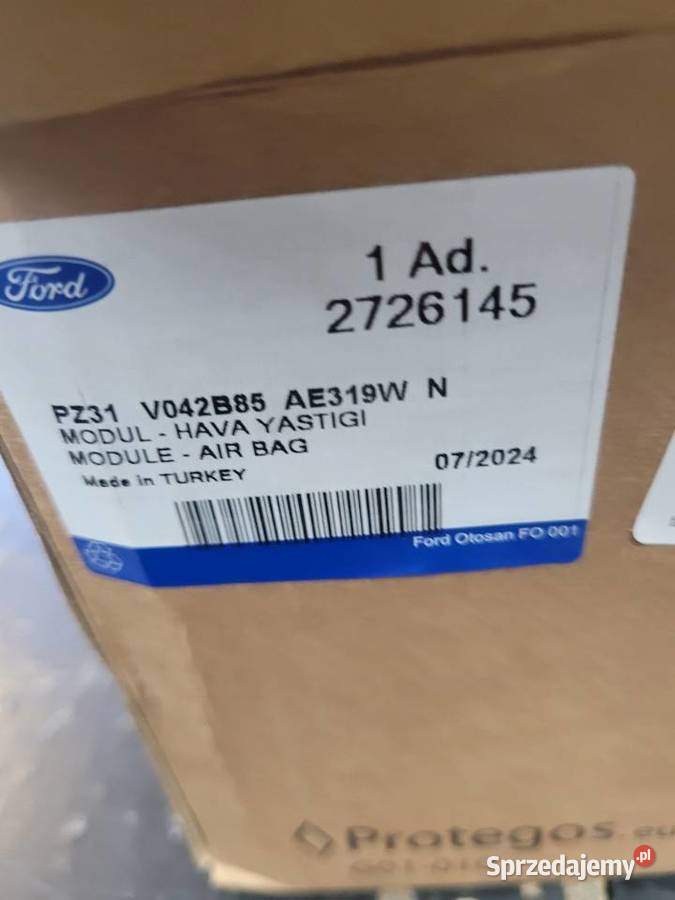 Ford
1 Ad.
2726145
PZ31 V042B85 AE319W N
MODUL - HAVA YASTIGI
MODULE - AIR BAG
Made in TURKEY
07/2024
Ford Otosan FO 001
Protegos.eu
Sprzedajemy.pl